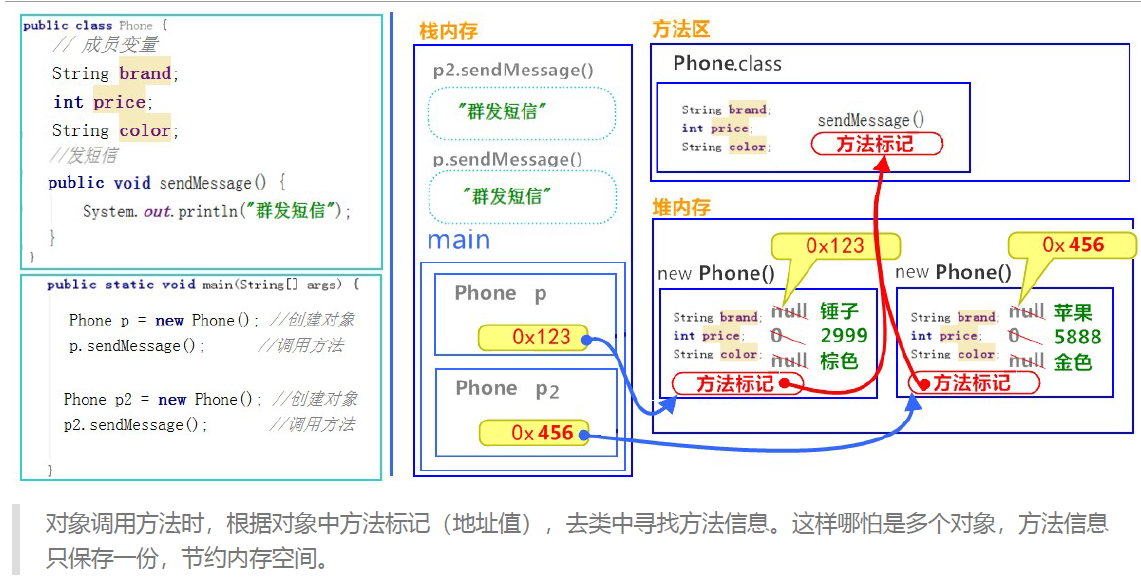 public class Phone {
// 成员变量
String brand;
int price;
String color;
//发短信
public void sendMessage() {
System.out.println("群发短信");
}
}
public static void main(String[] args) {
Phone p = new Phone(); //创建对象
p.sendMessage(); //调用方法
Phone p2 = new Phone(); //创建对象
p2.sendMessage(); //调用方法
}
栈内存
p2.sendMessage()
"群发短信"
p.sendMessage()
"群发短信"
main
Phone p
0x123
Phone p2
0x456
方法区
Phone.class
String brand;
int price;
String color;
sendMessage()
方法标记
堆内存
0x123
new Phone()
String brand; null 锤子
int price; 0 2999
String color; null 棕色
方法标记
0x456
new Phone()
String brand; null 苹果
int price; 0 5888
String color; null 金色
方法标记
对象调用方法时，根据对象中方法标记（地址值），去类中寻找方法信息。这样哪怕是多个对象，方法信息
只保存一份，节约内存空间。